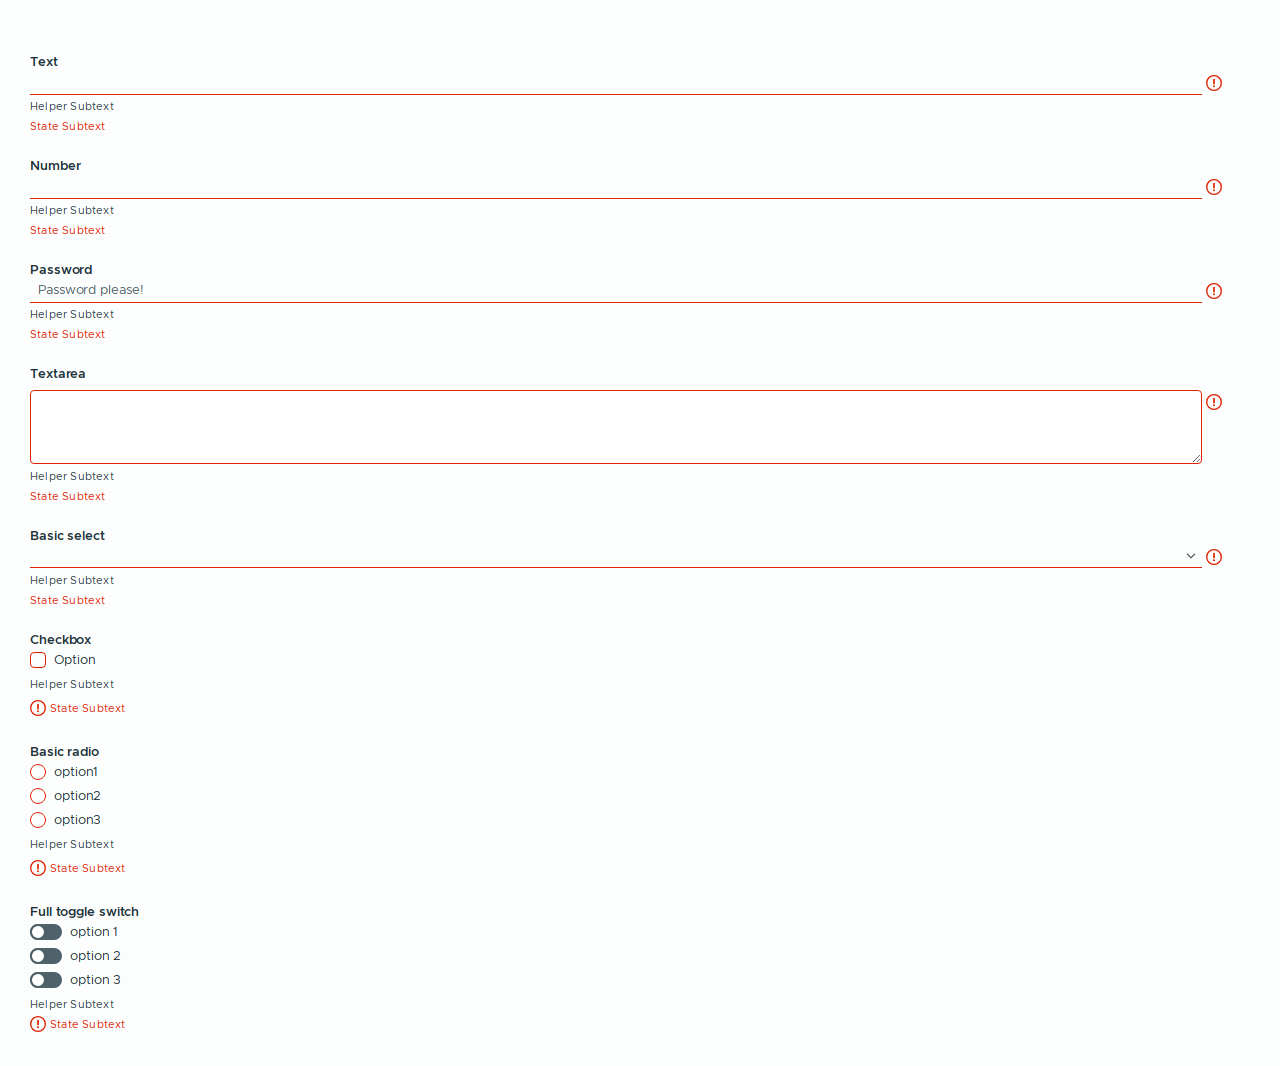 Text
Helper Subtext
State Subtext
Number
Helper Subtext
State Subtext
Password
Password please!
Helper Subtext
State Subtext
Textarea
Helper Subtext
State Subtext
Basic select
Helper Subtext
State Subtext
Checkbox
Option
Helper Subtext
State Subtext
Basic radio
option1
option2
option3
Helper Subtext
State Subtext
Full toggle switch
option 1
option 2
option 3
Helper Subtext
State Subtext